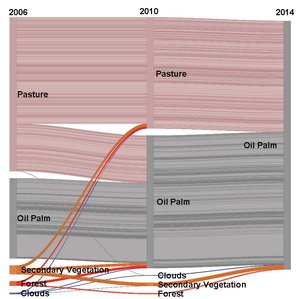 2006 2010 2014
Pasture
Pasture
Oil Palm
Oil Palm
Oil Palm
Secondary Vegetation
Forest
Clouds
Clouds
Secondary Vegetation
Forest